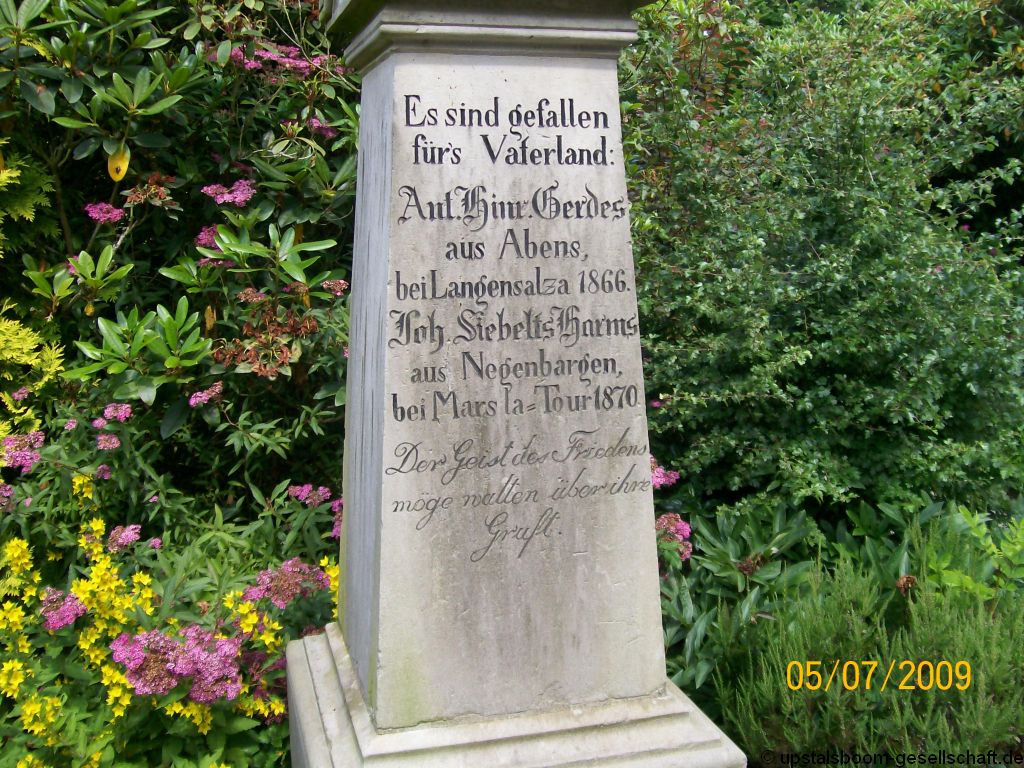 Es sind gefallen
für's Vaterland:
Ant. Hinr. Gerdes
aus Abens,
bei Langensalza 1866.
Joh. Siebelts Harms
aus Negenbargen,
bei Mars la=Tour 1870.
Der Geist des Friedens
möge walten über ihre
Graft.
05/07/2009
© upstalsboom-gesellschaft.de